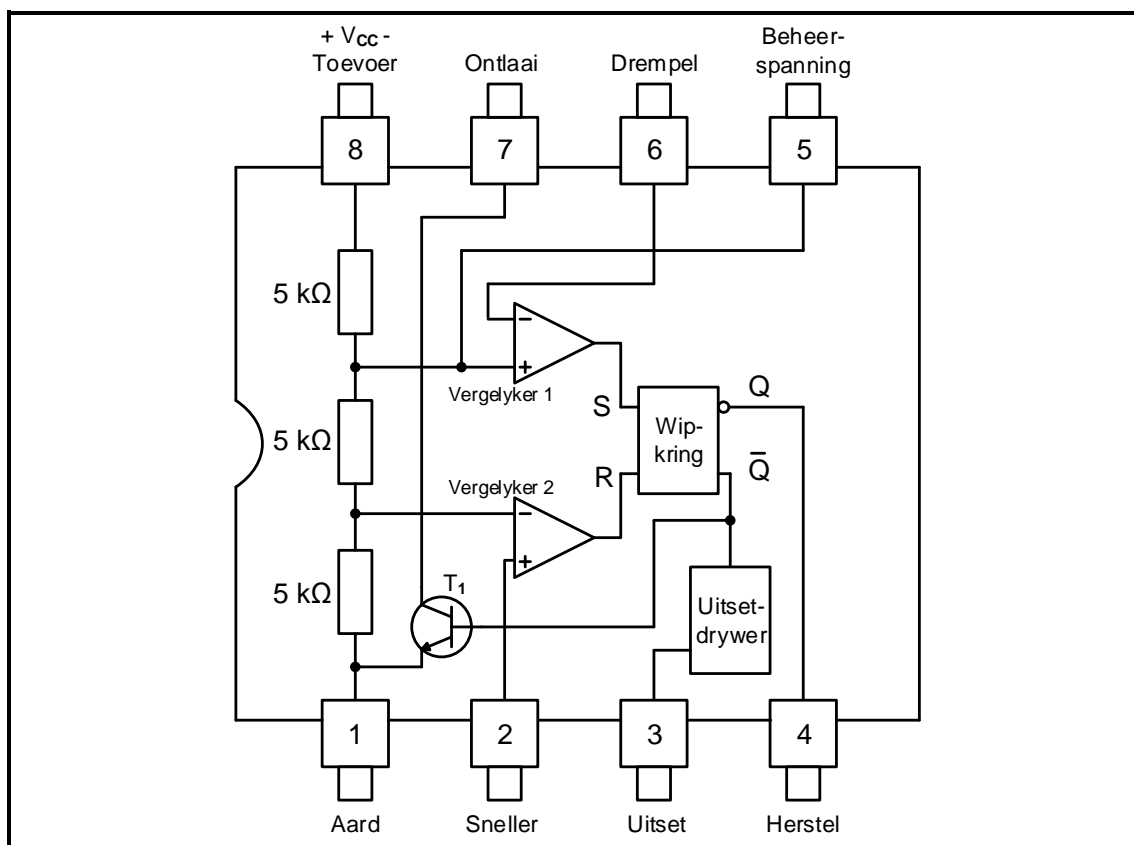 + Vcc -
Toevoer
Ontlaai
Drempel
Beheer-
spanning
8
7
6
5
5 kΩ
5 kΩ
5 kΩ
Vergelyker 1
Vergelyker 2
S
R
Wip-
kring
Q
Q̅
T₁
Uitset-
drywer
1
2
3
4
Aard
Sneller
Uitset
Herstel